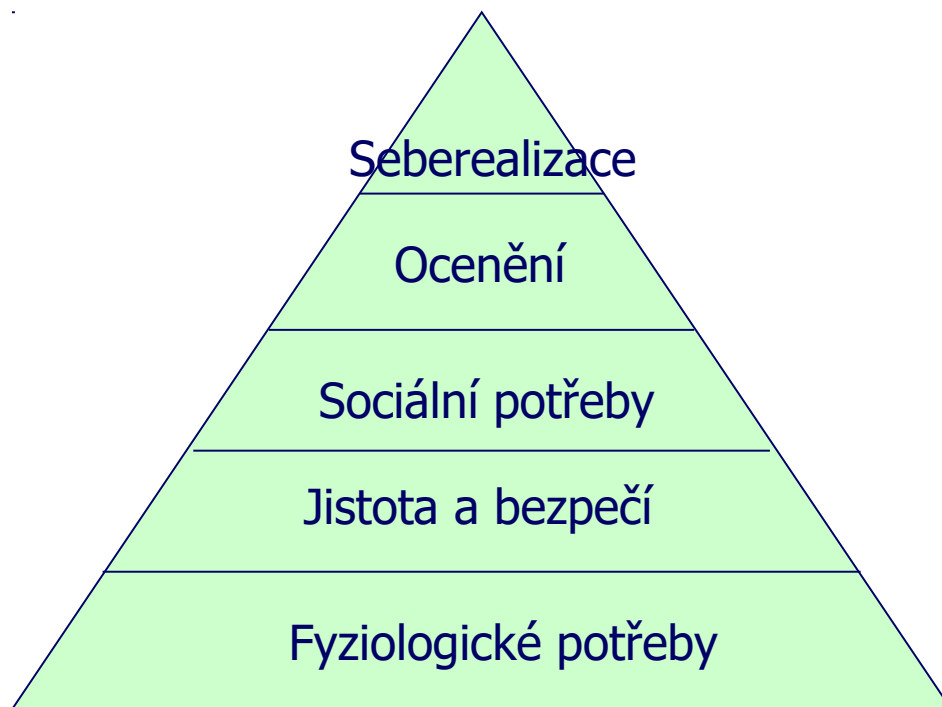 Seberealizace
Ocenění
Sociální potřeby
Jistota a bezpečí
Fyziologické potřeby